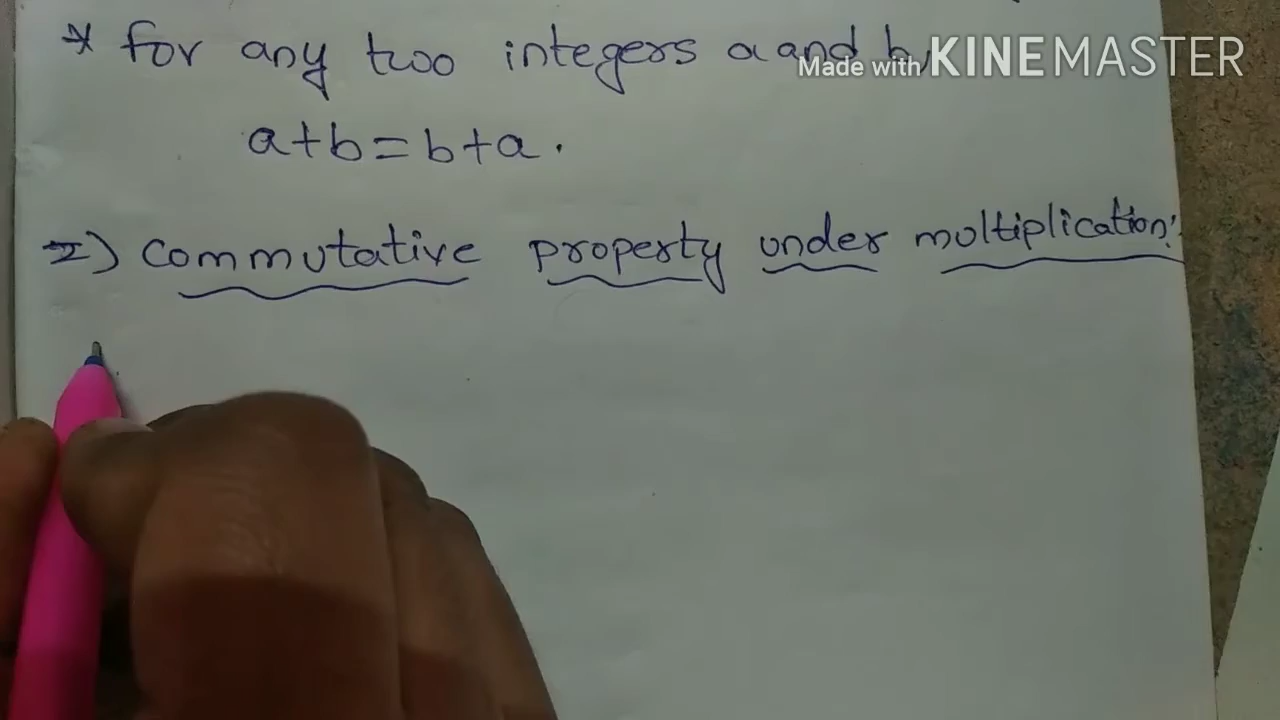 * for any two integers a and b,
Made with KINEMASTER
a+b=b+a.
2) commutative property under multiplication: